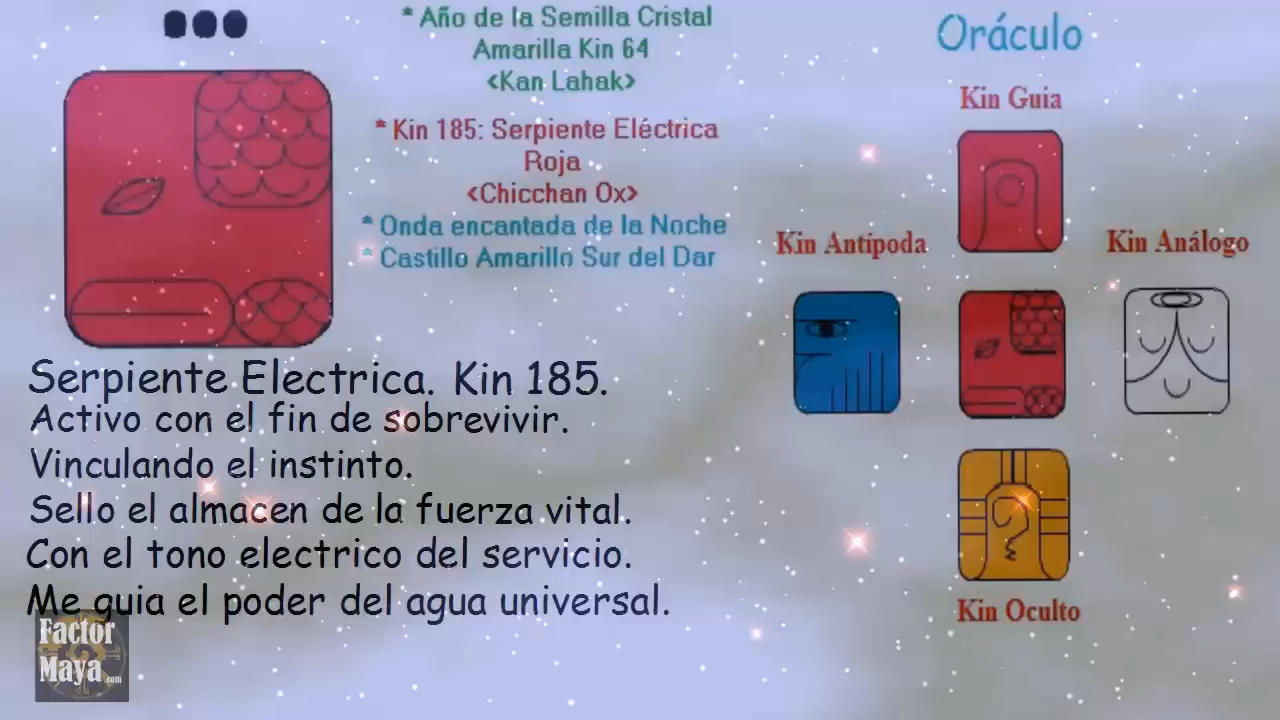 * Año de la Semilla Cristal
Amarilla Kin 64
<Kan Lahak>
* Kin 185: Serpiente Eléctrica
Roja
<Chicchan Ox>
* Onda encantada de la Noche
* Castillo Amarillo Sur del Dar
Serpiente Electrica. Kin 185.
Activo con el fin de sobrevivir.
Vinculando el instinto.
Sello el almacen de la fuerza vital.
Con el tono electrico del servicio.
Me guia el poder del agua universal.
Factor
Maya.com
Oráculo
Kin Guia
Kin Antípoda
Kin Análogo
Kin Oculto